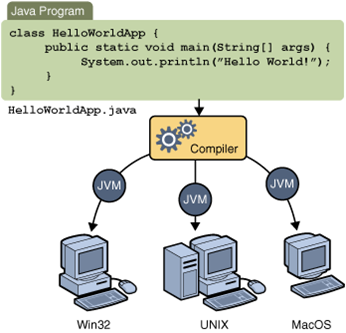 Java Program
class HelloWorldApp {
    public static void main(String[] args) {
        System.out.println("Hello World!");
    }
}
HelloWorldApp.java
Compiler
JVM
JVM
JVM
Win32
UNIX
MacOS